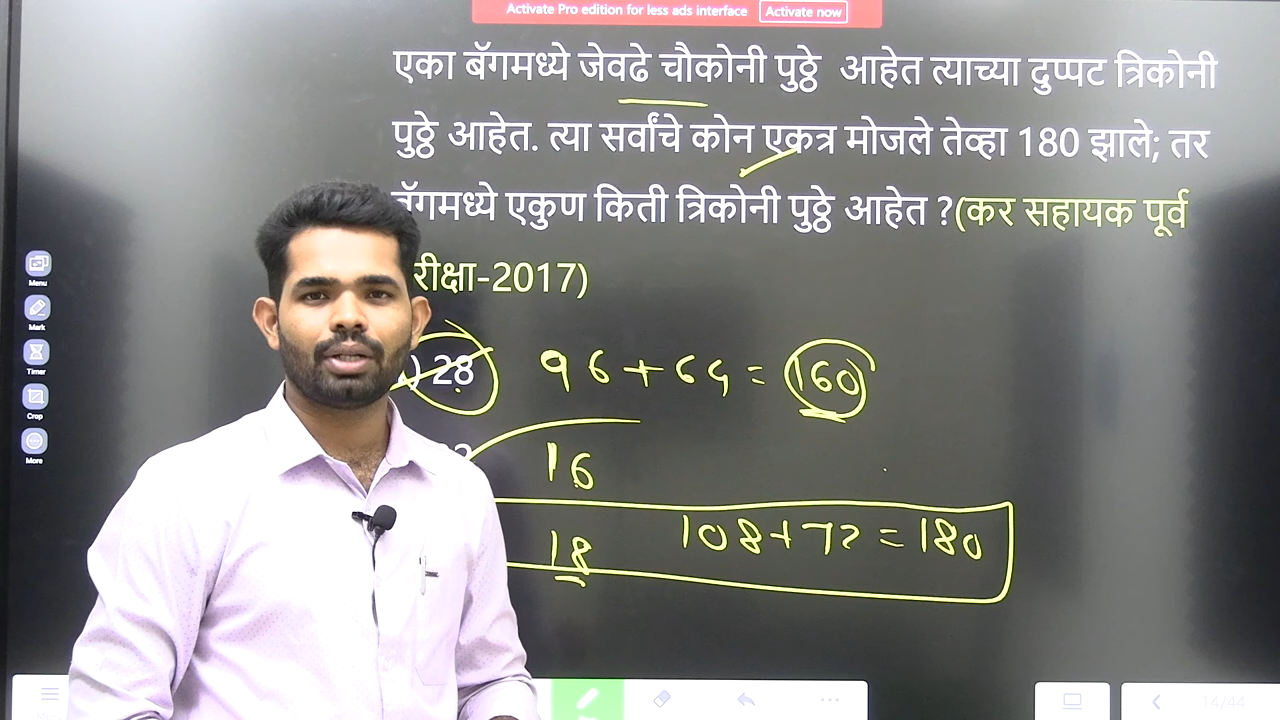 Activate Pro edition for less ads interface Activate now
एका बॅगमध्ये जेवढे चौकोनी पुठ्ठे आहेत त्याच्या दुप्पट त्रिकोनी
पुठ्ठे आहेत. त्या सर्वांचे कोन एकत्र मोजले तेव्हा 180 झाले; तर
बॅगमध्ये एकुण किती त्रिकोनी पुठ्ठे आहेत ?(कर सहायक पूर्व
रीक्षा-2017)
Menu
Mark
Timer
Crop
More
) 28 96+64=160
16
18 108+72=180
14/44